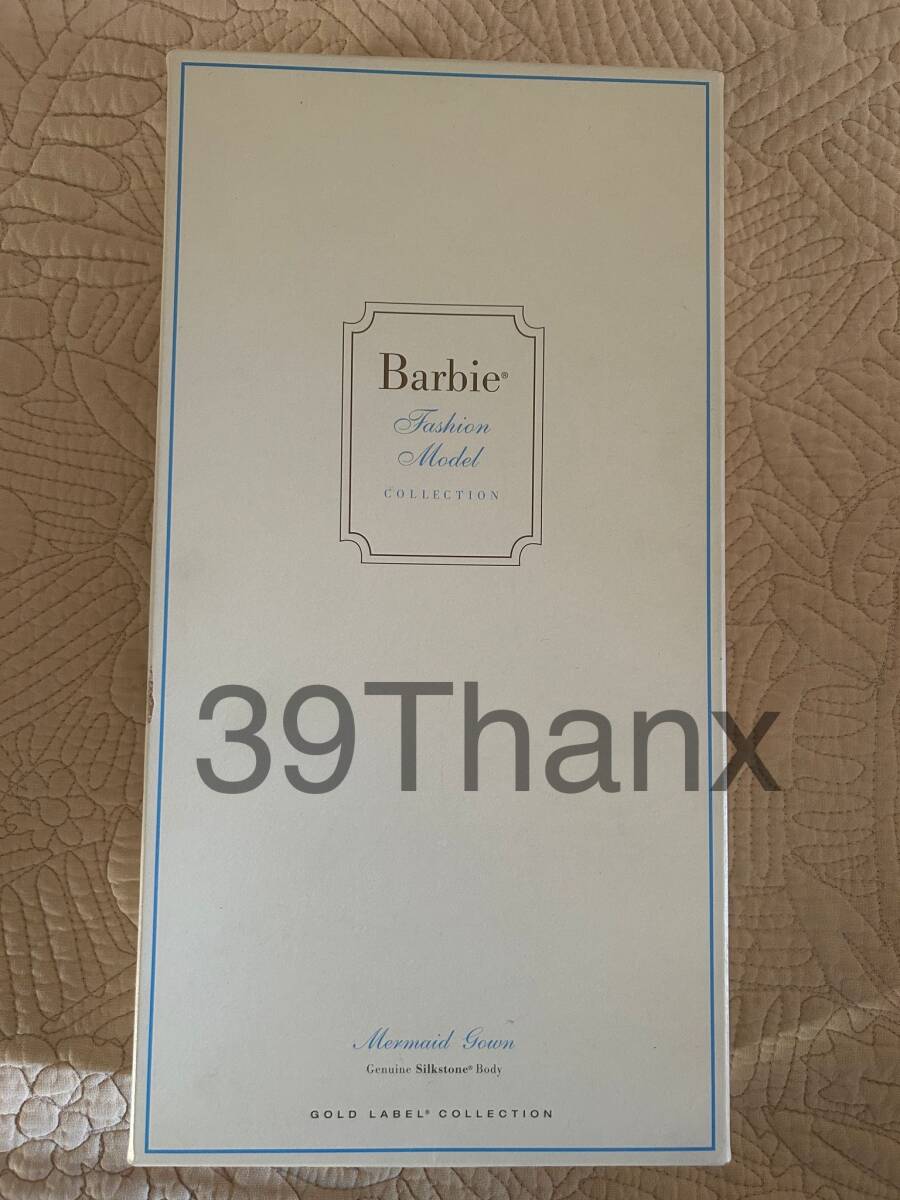 Barbie®
Fashion
Model
COLLECTION
39Thanx
Mermaid Gown
Genuine Silkstone® Body
GOLD LABEL® COLLECTION